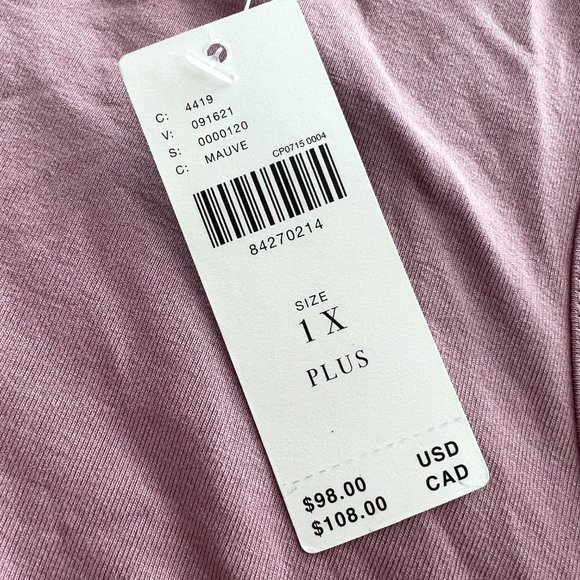 C: 4419
V: 091621
S: 0000120
C: MAUVE
CP0715 0004
84270214
SIZE
1 X
PLUS
$98.00 USD
$108.00 CAD